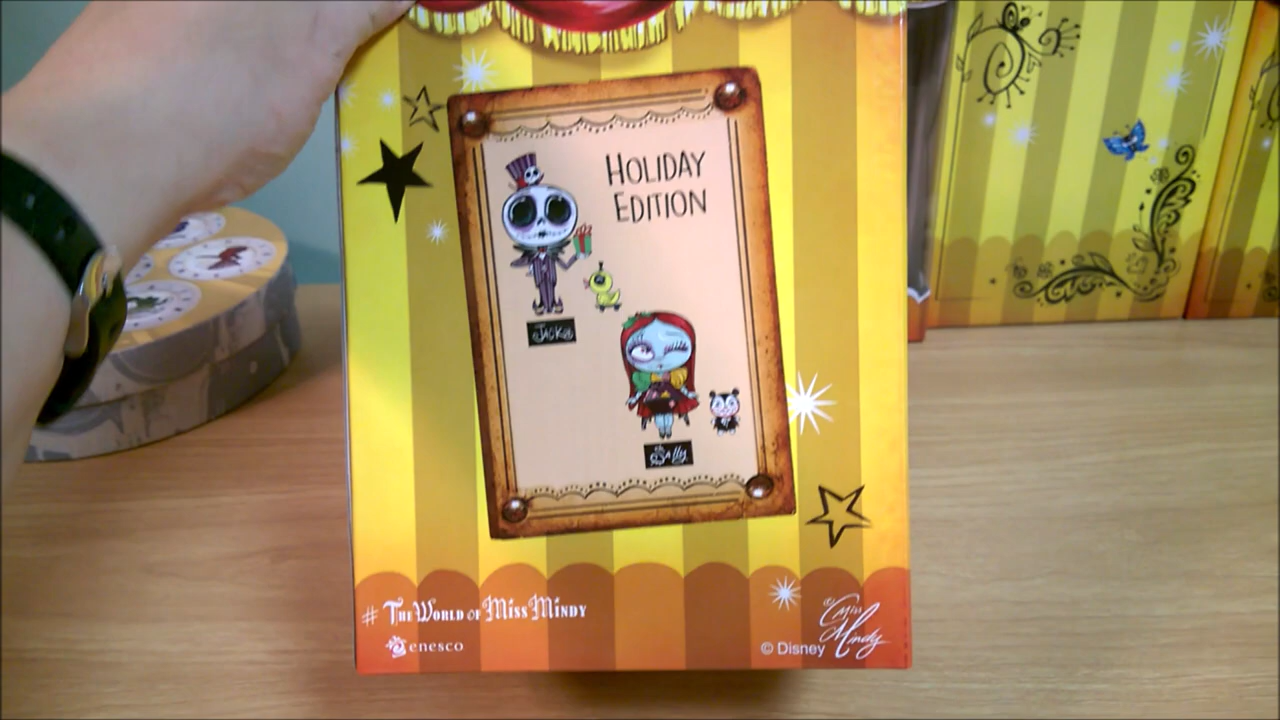 HOLIDAY
EDITION
JACK
Sally
# THE WORLD OF MISS MINDY
enesco
© Disney
© Miss
Mindy